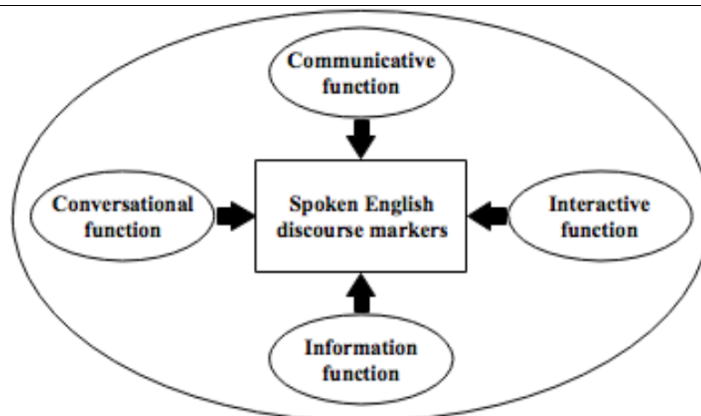 Communicative
function
Conversational
function
Spoken English
discourse markers
Interactive
function
Information
function